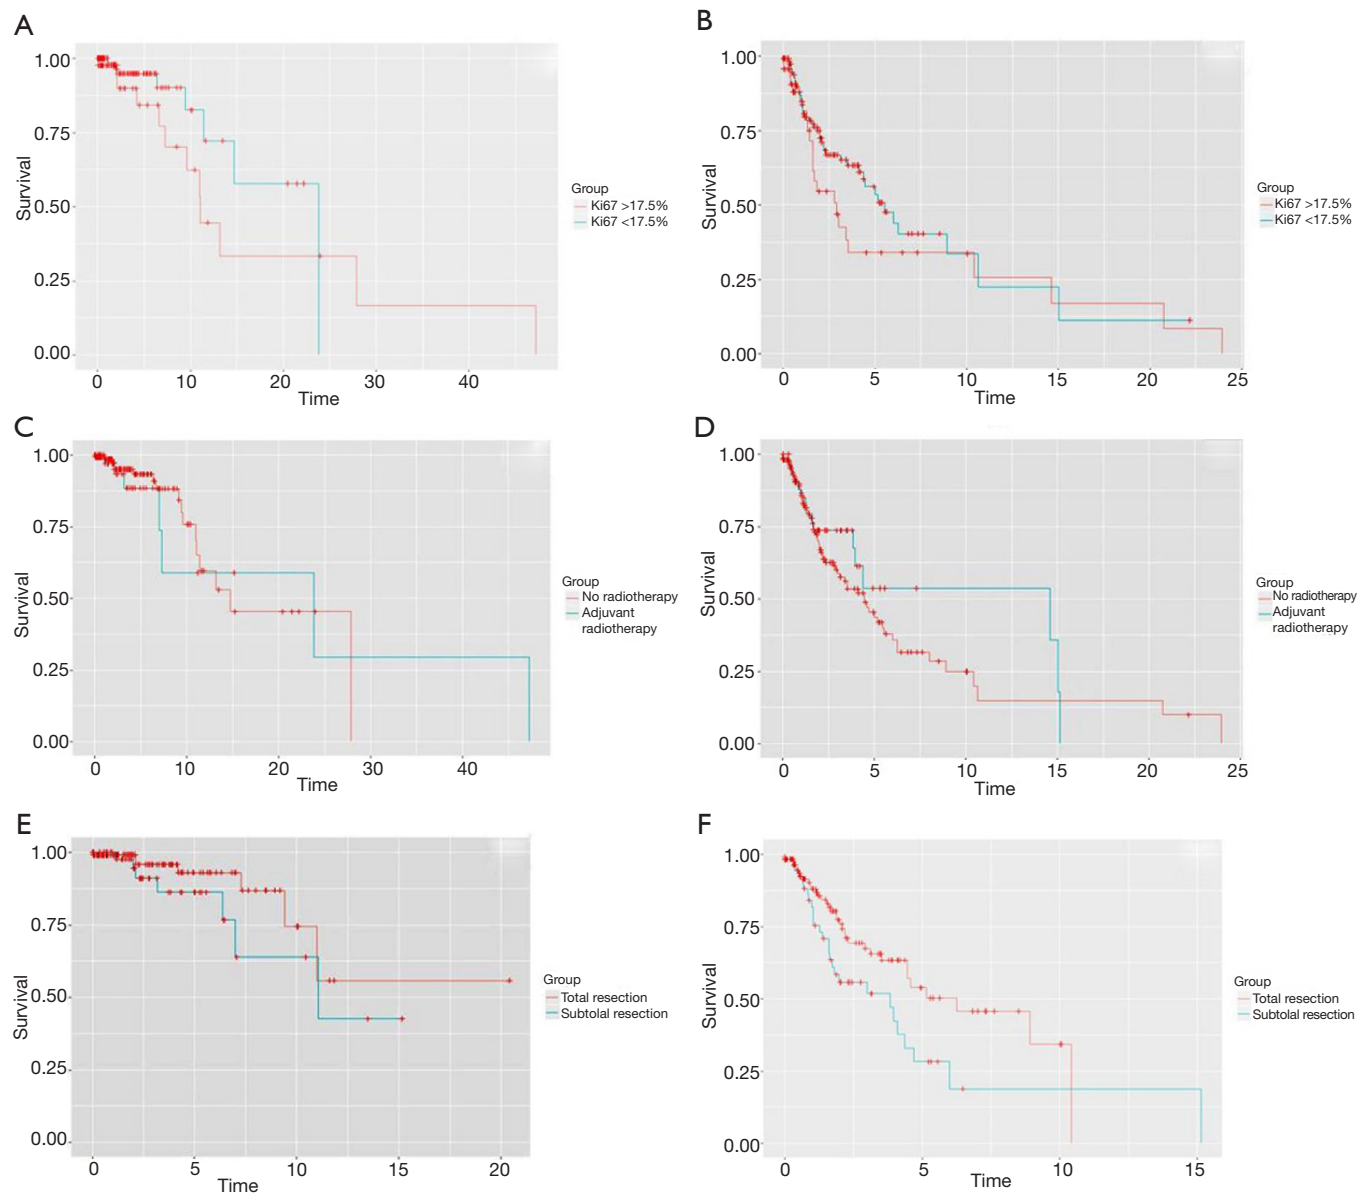 A
1.00
0.75
0.50
0.25
0.00
Survival
0 10 20 30 40
Time
Group
Ki67 >17.5%
Ki67 <17.5%
B
1.00
0.75
0.50
0.25
0.00
Survival
0 5 10 15 20 25
Time
Group
Ki67 >17.5%
Ki67 <17.5%
C
1.00
0.75
0.50
0.25
0.00
Survival
0 10 20 30 40
Time
Group
No radiotherapy
Adjuvant
radiotherapy
D
1.00
0.75
0.50
0.25
0.00
Survival
0 5 10 15 20 25
Time
Group
No radiotherapy
Adjuvant
radiotherapy
E
1.00
0.75
0.50
0.25
0.00
Survival
0 5 10 15 20
Time
Group
Total resection
Subtolal resection
F
1.00
0.75
0.50
0.25
0.00
Survival
0 5 10 15
Time
Group
Total resection
Subtolal resection